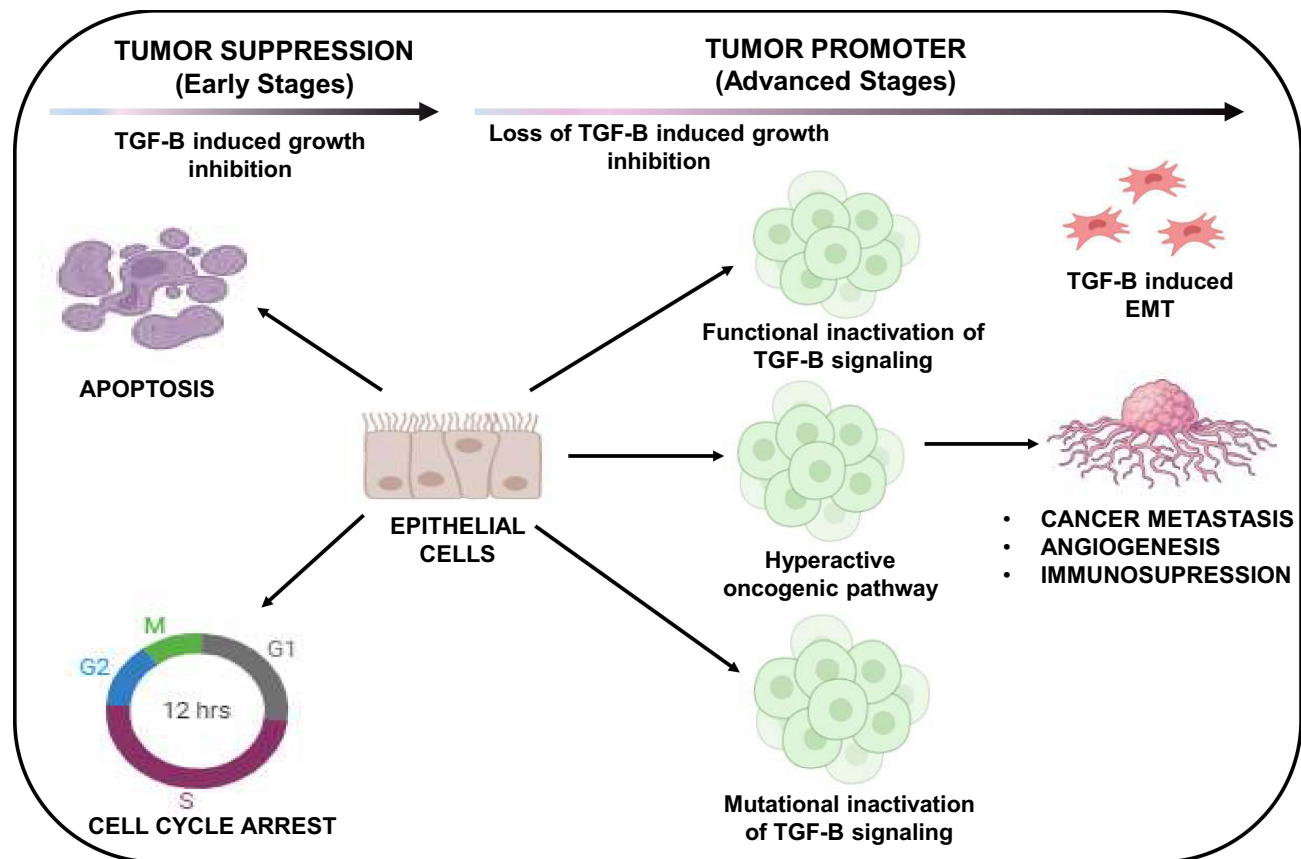 TUMOR SUPPRESSION
(Early Stages)
TGF-B induced growth
inhibition
TUMOR PROMOTER
(Advanced Stages)
Loss of TGF-B induced growth
inhibition
APOPTOSIS
EPITHELIAL
CELLS
M
G1
G2
12 hrs
S
CELL CYCLE ARREST
Functional inactivation of
TGF-B signaling
Hyperactive
oncogenic pathway
Mutational inactivation
of TGF-B signaling
TGF-B induced
EMT
• CANCER METASTASIS
• ANGIOGENESIS
• IMMUNOSUPRESSION